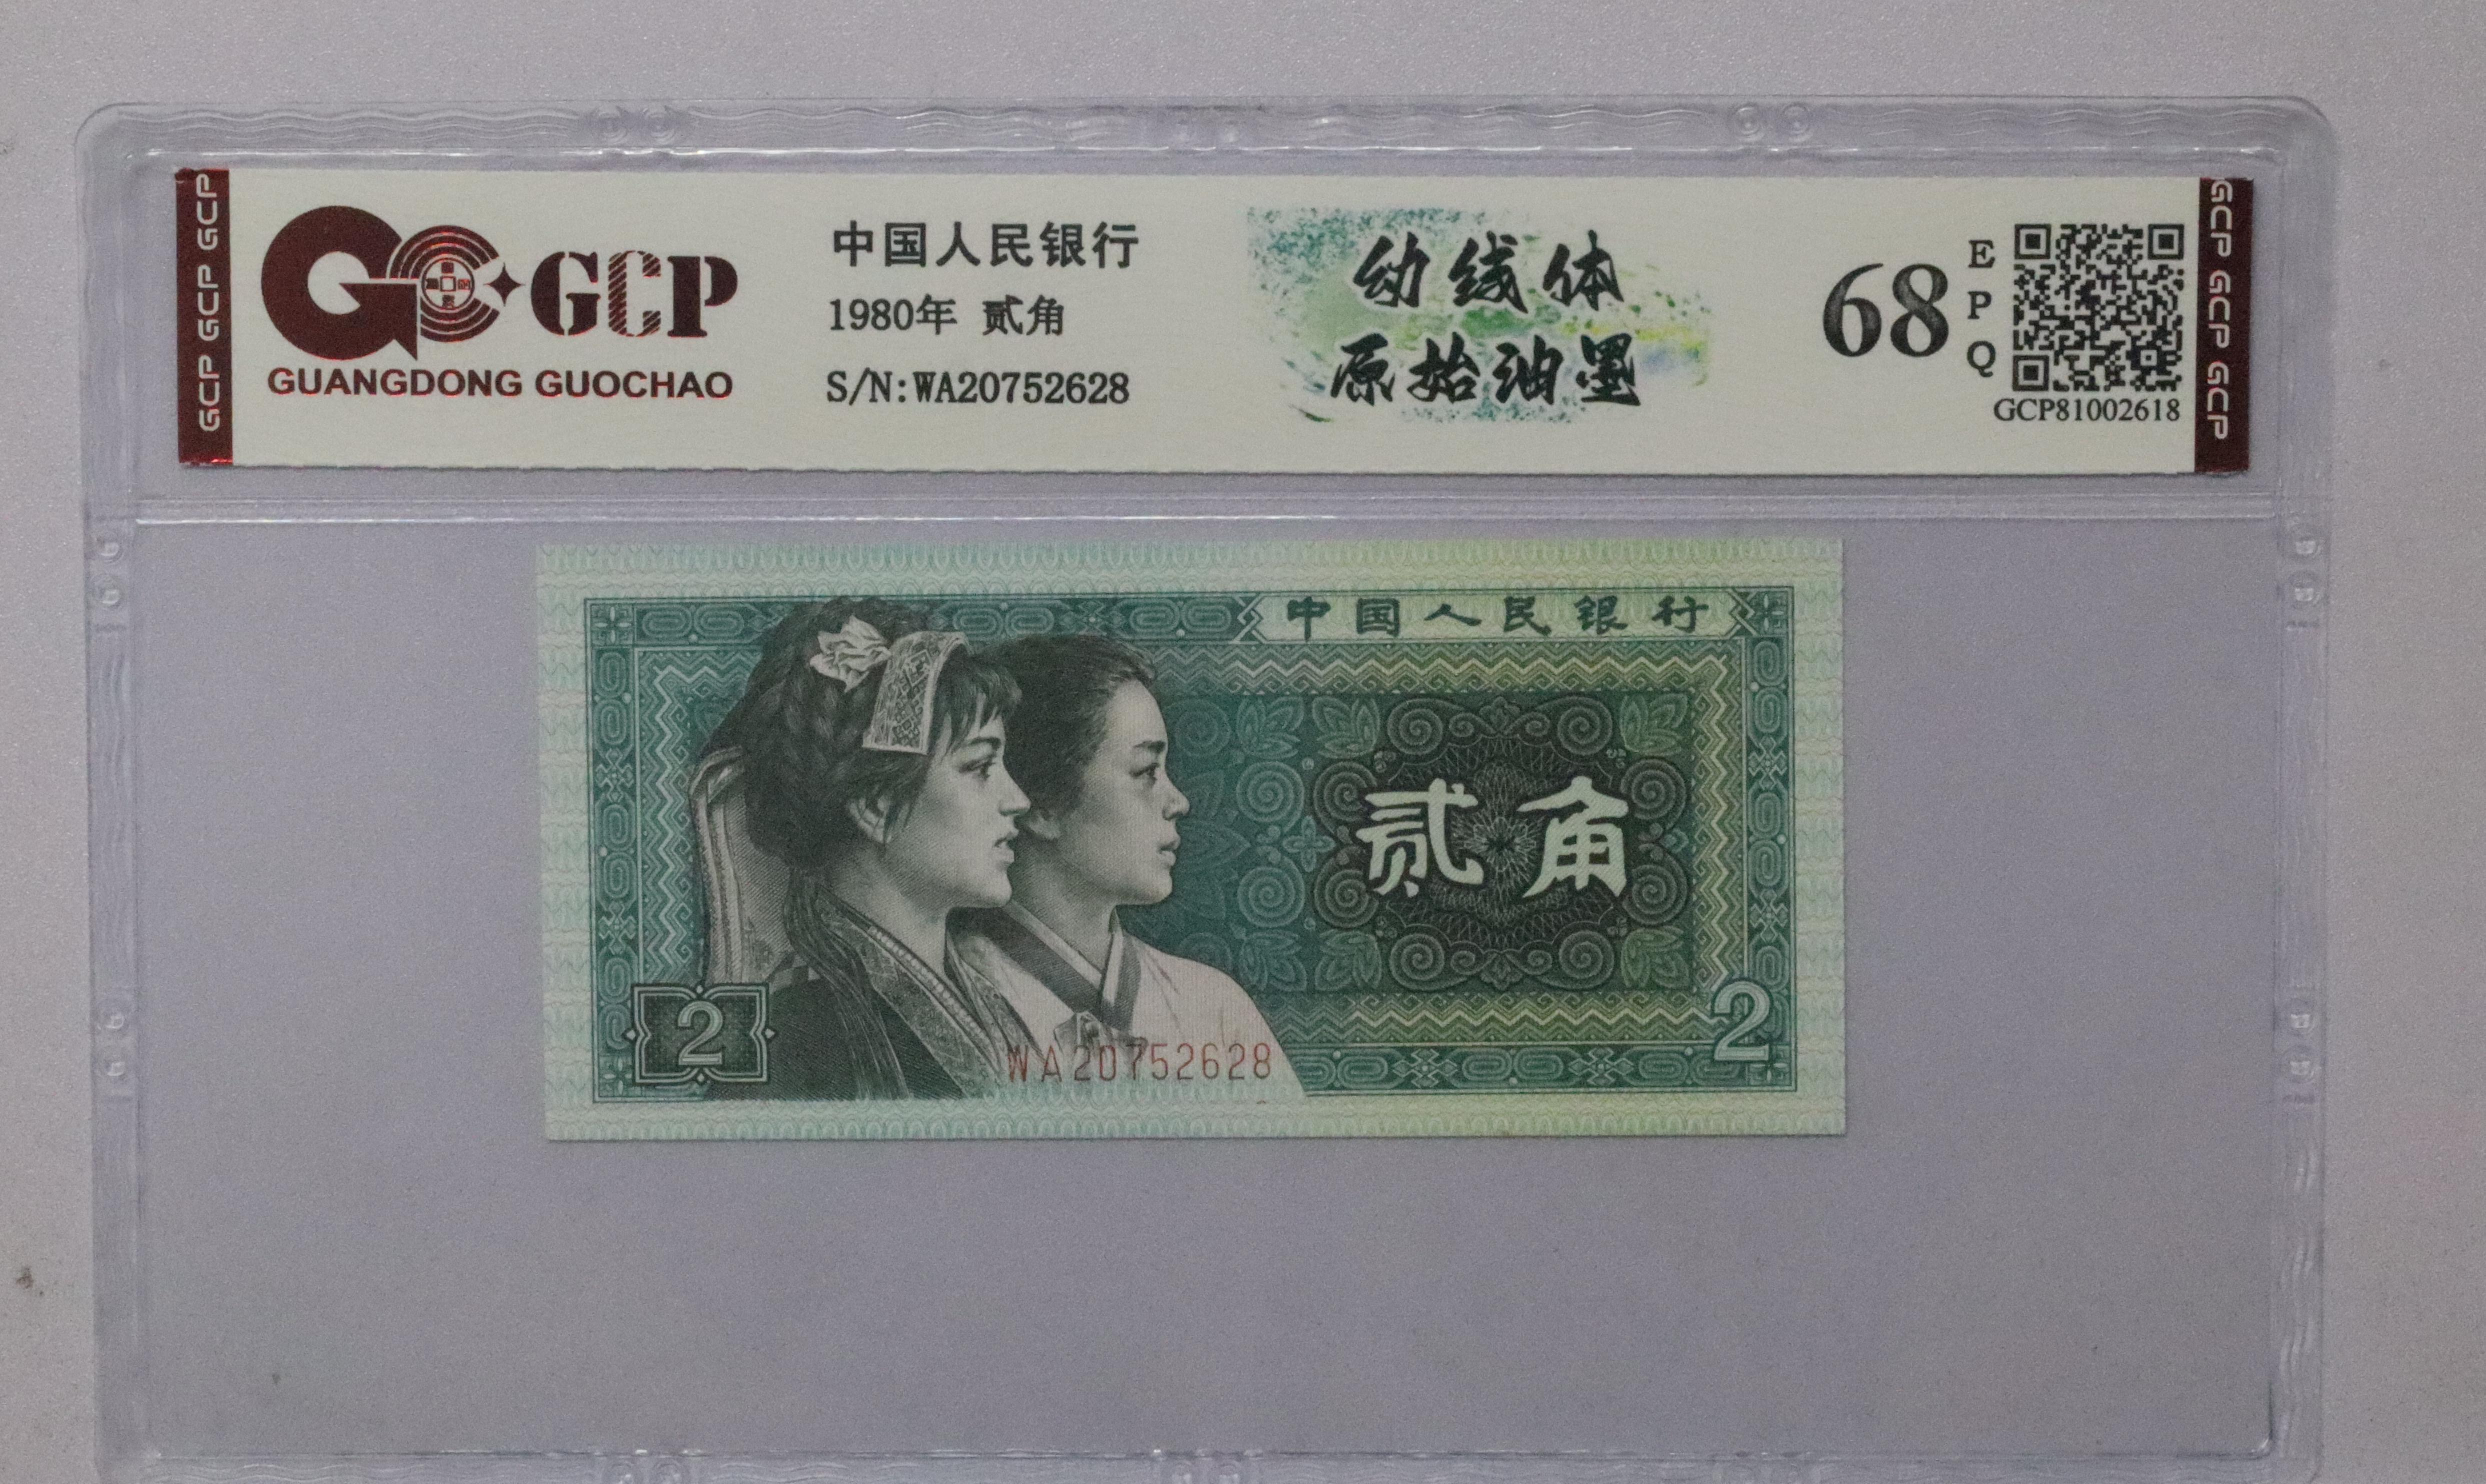 GCP GCP GCP
GCP
GUANGDONG GUOCHAO
中国人民银行
1980年 贰角
S/N:WA20752628
幼线体
原始油墨
68
E
P
Q
GCP81002618
GCP GCP GCP
中国人民银行
贰角
2
WA20752628
2